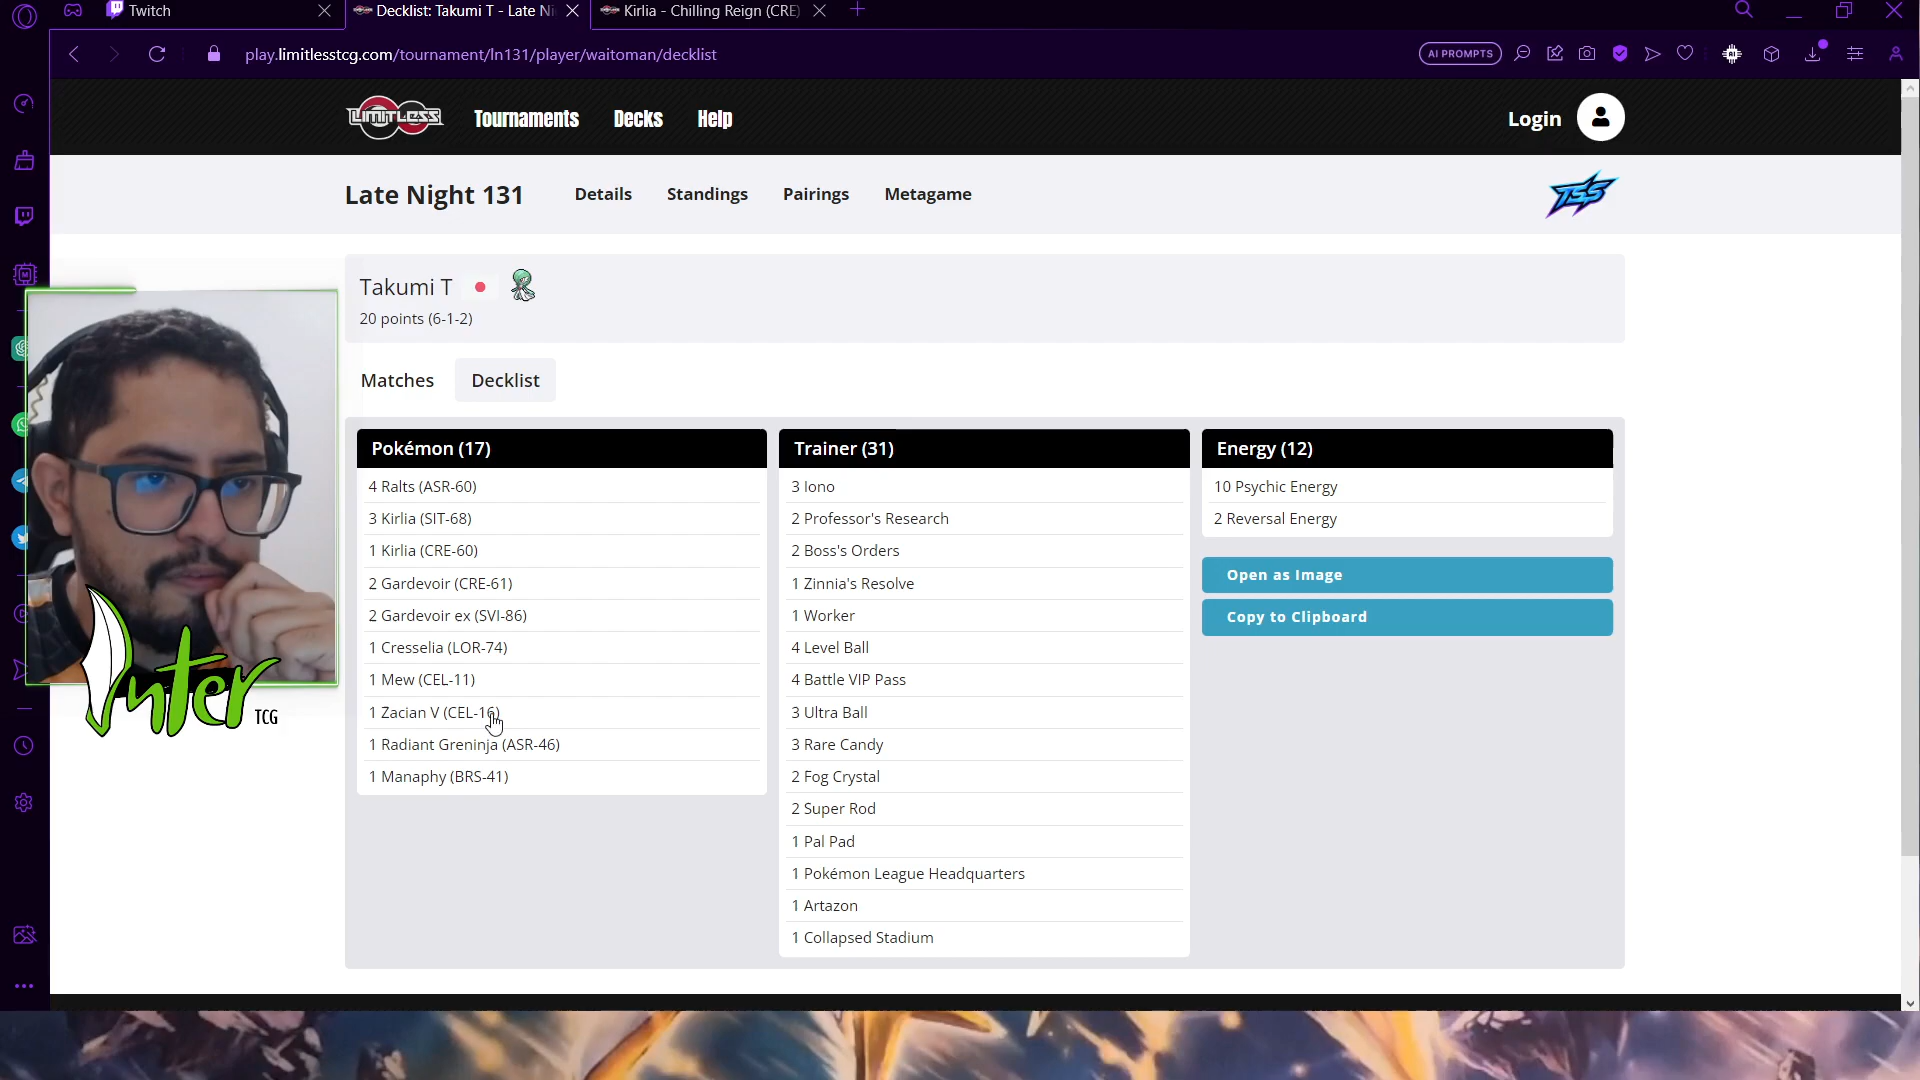 Twitch
Decklist: Takumi T - Late Ni
Kirlia - Chilling Reign (CRE)
play.limitlesstcg.com/tournament/ln131/player/waitoman/decklist
AI PROMPTS
LIMITLESS
Tournaments
Decks
Help
Login
Late Night 131
Details
Standings
Pairings
Metagame
TSS
Takumi T
20 points (6-1-2)
Matches
Decklist
Pokémon (17)
4 Ralts (ASR-60)
3 Kirlia (SIT-68)
1 Kirlia (CRE-60)
2 Gardevoir (CRE-61)
2 Gardevoir ex (SVI-86)
1 Cresselia (LOR-74)
1 Mew (CEL-11)
1 Zacian V (CEL-16)
1 Radiant Greninja (ASR-46)
1 Manaphy (BRS-41)
Trainer (31)
3 Iono
2 Professor's Research
2 Boss's Orders
1 Zinnia's Resolve
1 Worker
4 Level Ball
4 Battle VIP Pass
3 Ultra Ball
3 Rare Candy
2 Fog Crystal
2 Super Rod
1 Pal Pad
1 Pokémon League Headquarters
1 Artazon
1 Collapsed Stadium
Energy (12)
10 Psychic Energy
2 Reversal Energy
Open as Image
Copy to Clipboard
Inter
TCG